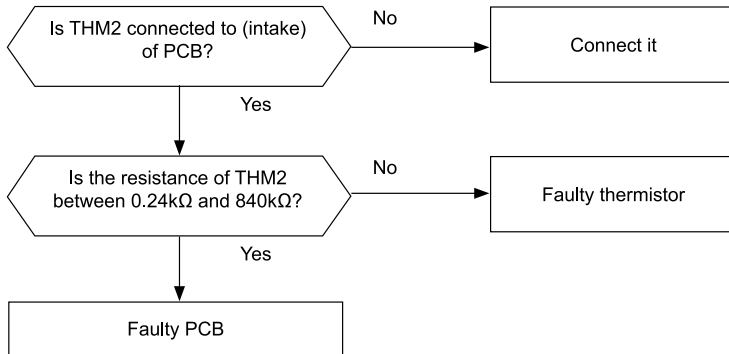 Is THM2 connected to (intake)
of PCB?
No
Connect it
Yes
Is the resistance of THM2
between 0.24kΩ and 840kΩ?
No
Faulty thermistor
Yes
Faulty PCB